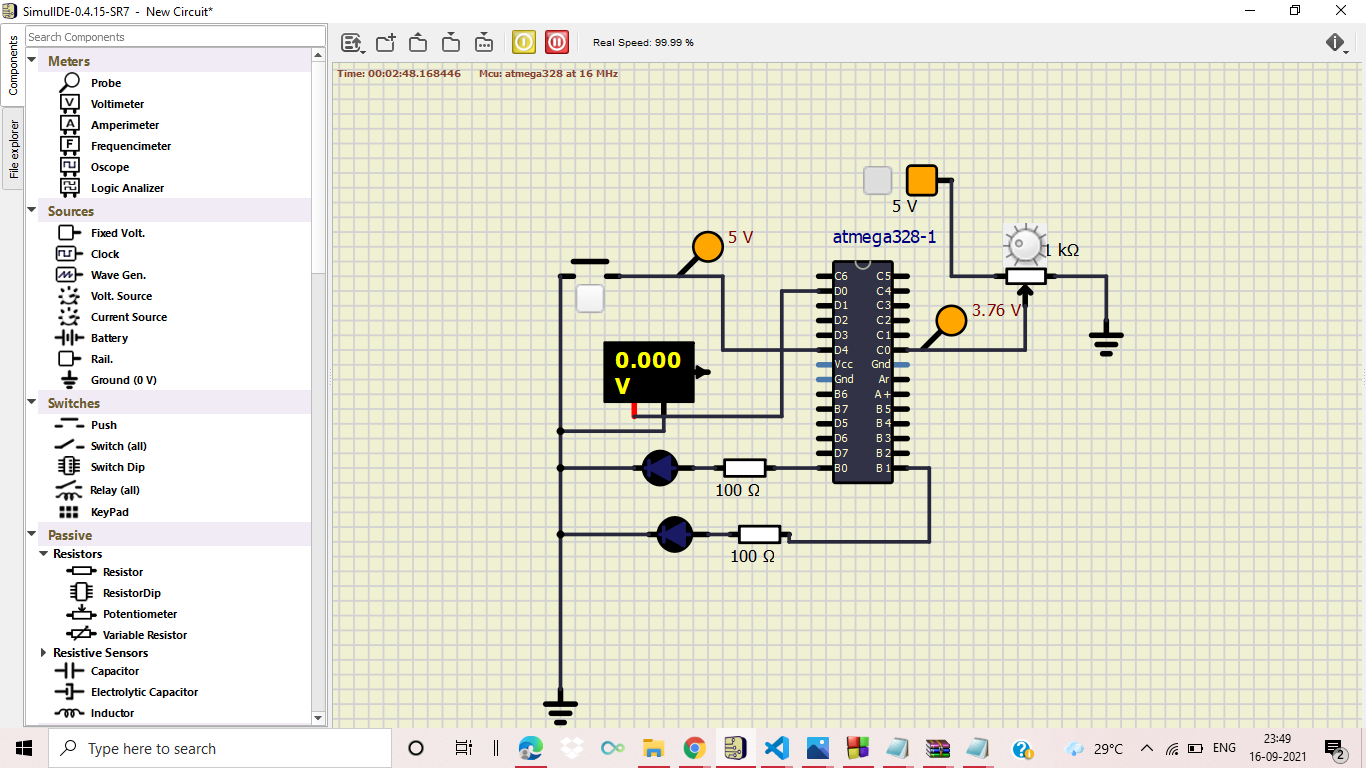 SimulIDE-0.4.15-SR7 - New Circuit*
Components
File explorer
Search Components
Meters
Probe
Voltimeter
Amperimeter
Frequencimeter
Oscope
Logic Analizer
Sources
Fixed Volt.
Clock
Wave Gen.
Volt. Source
Current Source
Battery
Rail.
Ground (0 V)
Switches
Push
Switch (all)
Switch Dip
Relay (all)
KeyPad
Passive
Resistors
Resistor
ResistorDip
Potentiometer
Variable Resistor
Resistive Sensors
Capacitor
Electrolytic Capacitor
Inductor
Real Speed: 99.99 %
Time: 00:02:48.168446 Mcu: atmega328 at 16 MHz
5 V
5 V
atmega328-1
1 kΩ
3.76 V
C6 C5
D0 C4
D1 C3
D2 C2
D3 C1
D4 C0
Vcc Gnd
Gnd Ar
B6 A+
B7 B5
D5 B4
D6 B3
D7 B2
B0 B1
0.000
V
100 Ω
100 Ω
Type here to search
29°C
ENG
23:49
16-09-2021
2